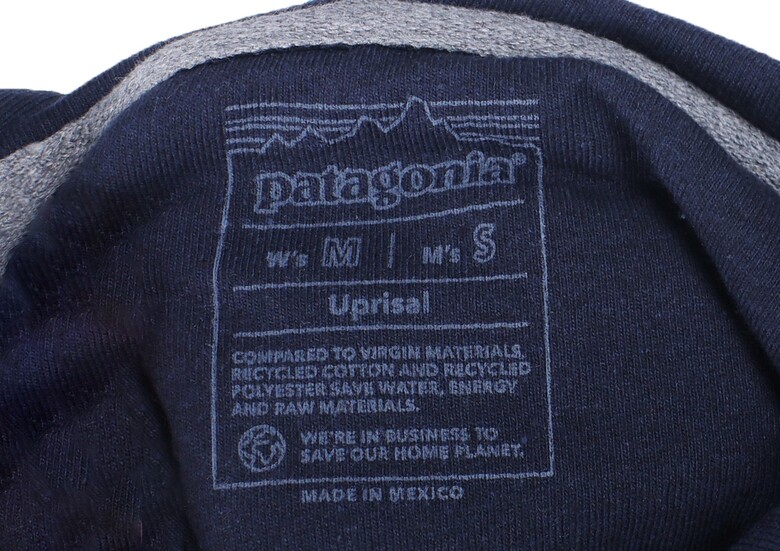 patagonia®
W's M | M's S
Uprisal
COMPARED TO VIRGIN MATERIALS,
RECYCLED COTTON AND RECYCLED
POLYESTER SAVE WATER, ENERGY
AND RAW MATERIALS.
WE'RE IN BUSINESS TO
SAVE OUR HOME PLANET.
MADE IN MEXICO